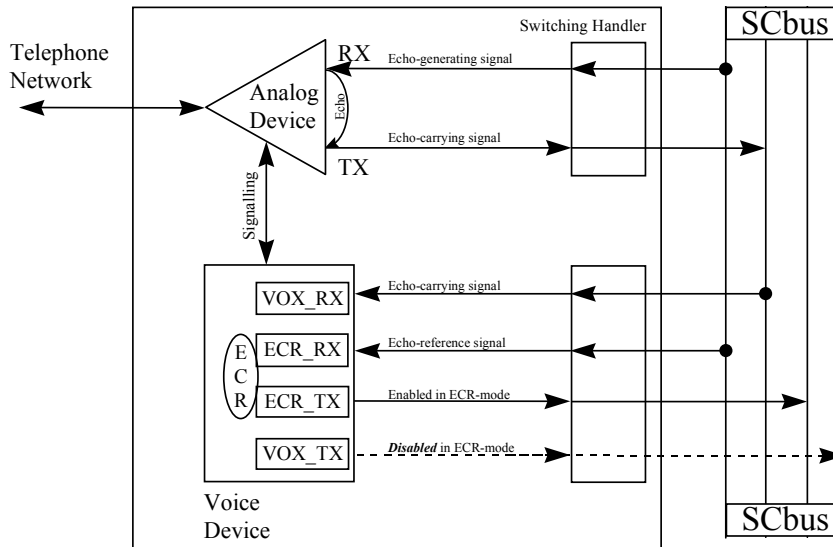 Switching Handler
SCbus
Telephone
Network
RX
Echo-generating signal
Analog
Device
Echo
Echo-carrying signal
TX
Signalling
VOX_RX
Echo-carrying signal
E
C
R
ECR_RX
Echo-reference signal
ECR_TX
Enabled in ECR-mode
VOX_TX
Disabled in ECR-mode
Voice
Device
SCbus